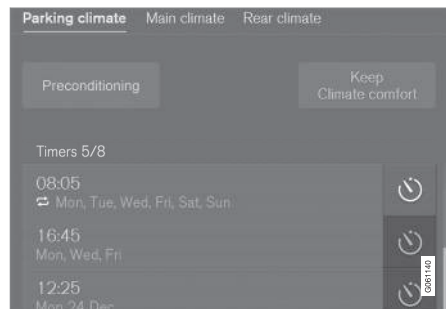 Parking climate Main climate Rear climate
Preconditioning
Keep
Climate comfort
Timers 5/8
08:05
Mon, Tue, Wed, Fri, Sat, Sun
16:45
Mon, Wed, Fri
12:25
Mon 24 Dec
G061140